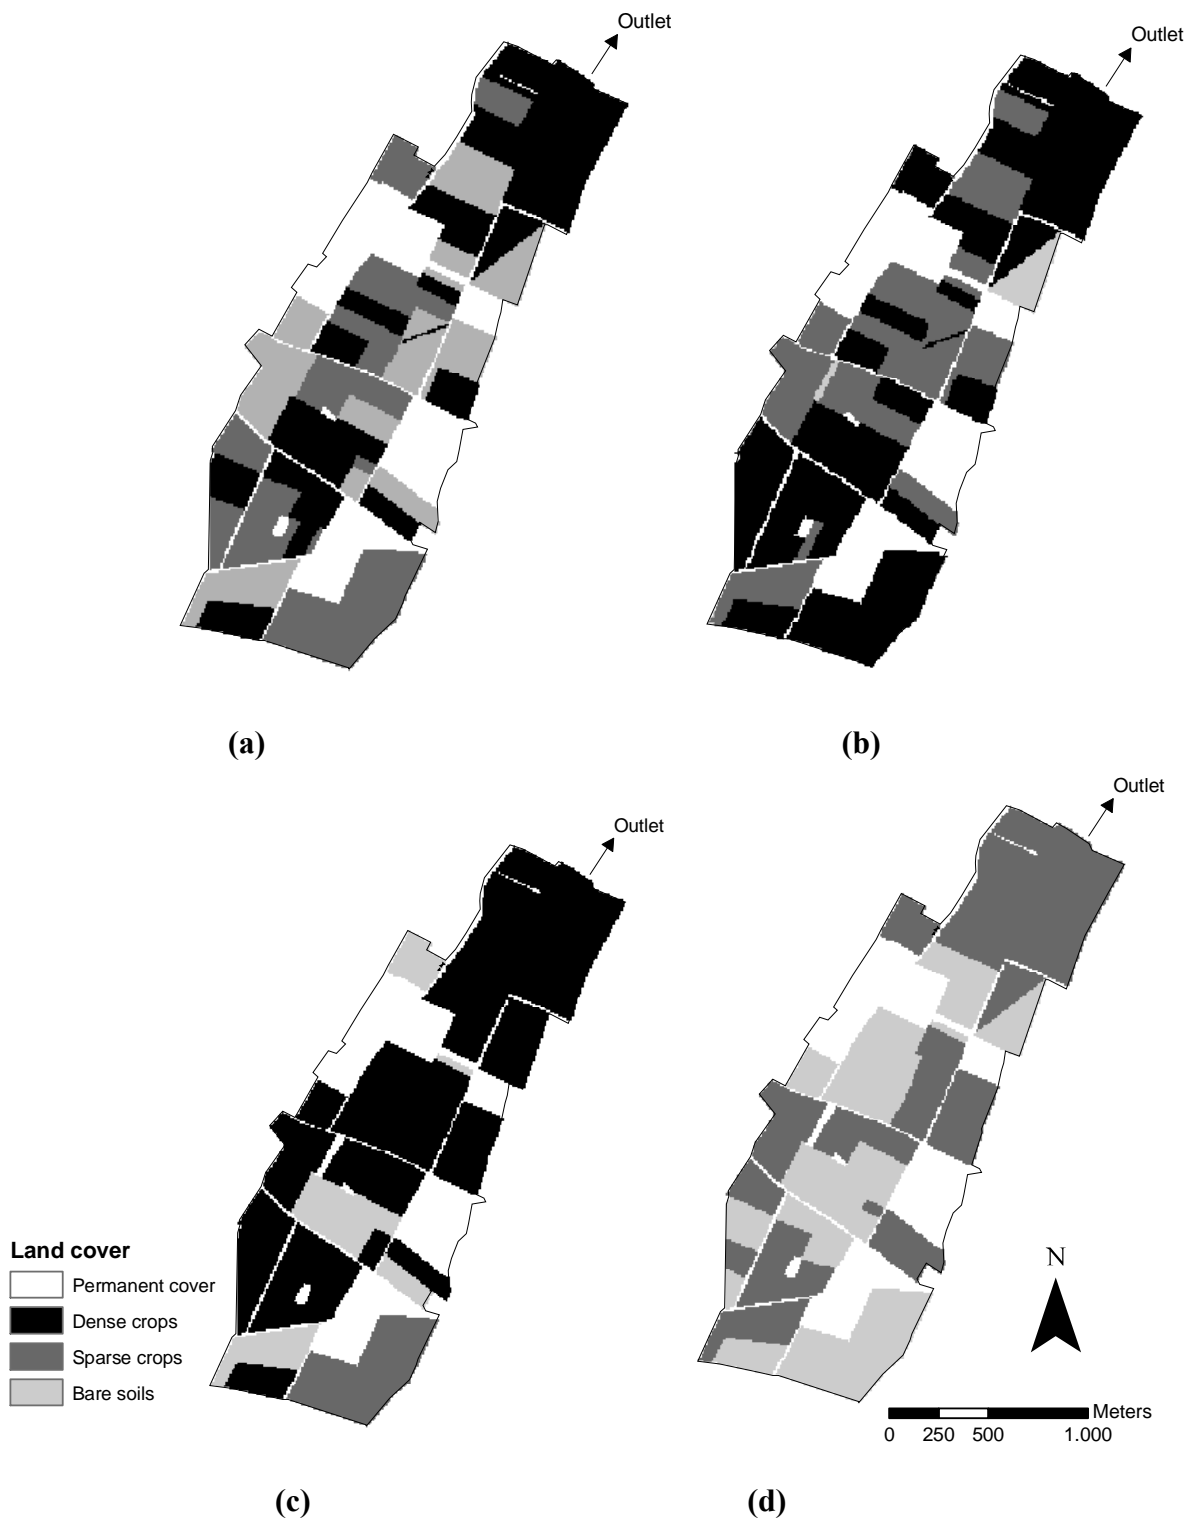 Outlet
Outlet
(a)
(b)
Outlet
Outlet
Land cover
Permanent cover
Dense crops
Sparse crops
Bare soils
N
Meters
0 250 500 1.000
(c)
(d)